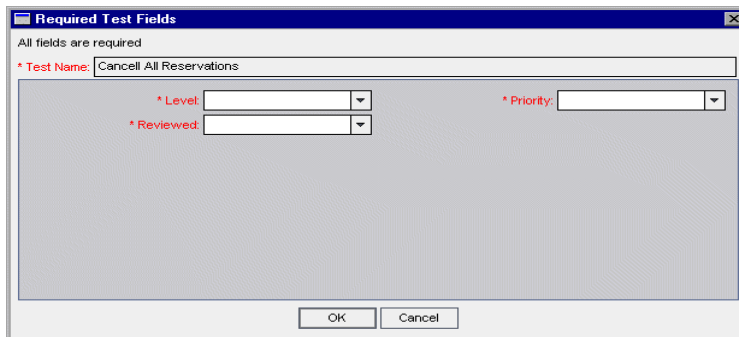 Required Test Fields
All fields are required
* Test Name: Cancell All Reservations
* Level: * Priority:
* Reviewed:
OK Cancel